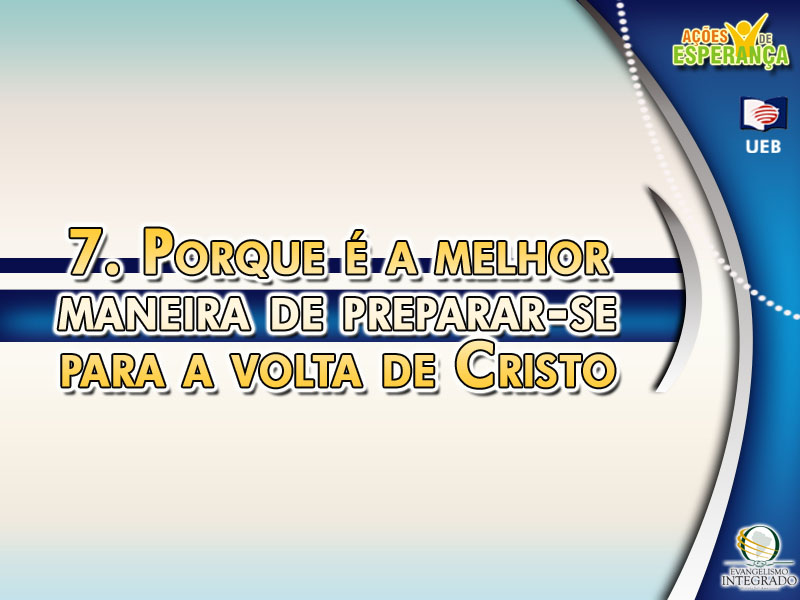 AÇÕES DE
ESPERANÇA
UEB
7. PORQUE É A MELHOR
MANEIRA DE PREPARAR-SE
PARA A VOLTA DE CRISTO
EVANGELISMO
INTEGRADO